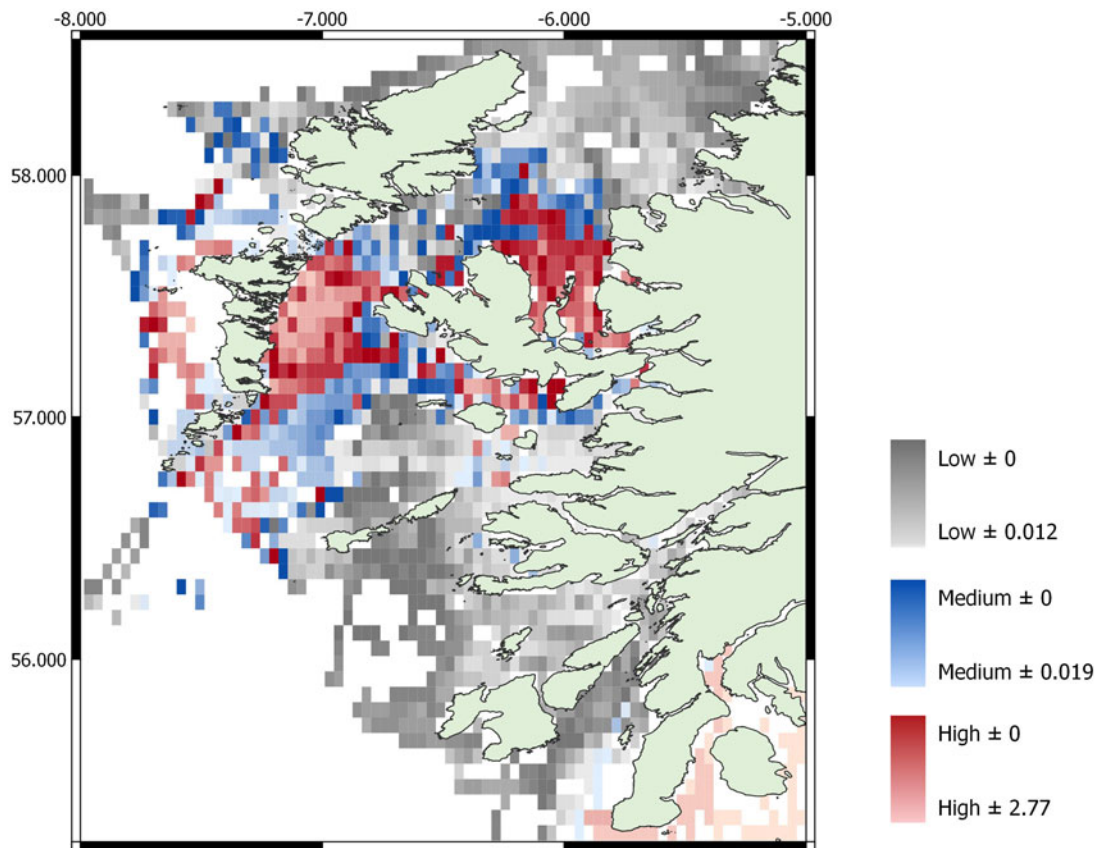 -8.000 -7.000 -6.000 -5.000
58.000
57.000
56.000
Low ± 0
Low ± 0.012
Medium ± 0
Medium ± 0.019
High ± 0
High ± 2.77